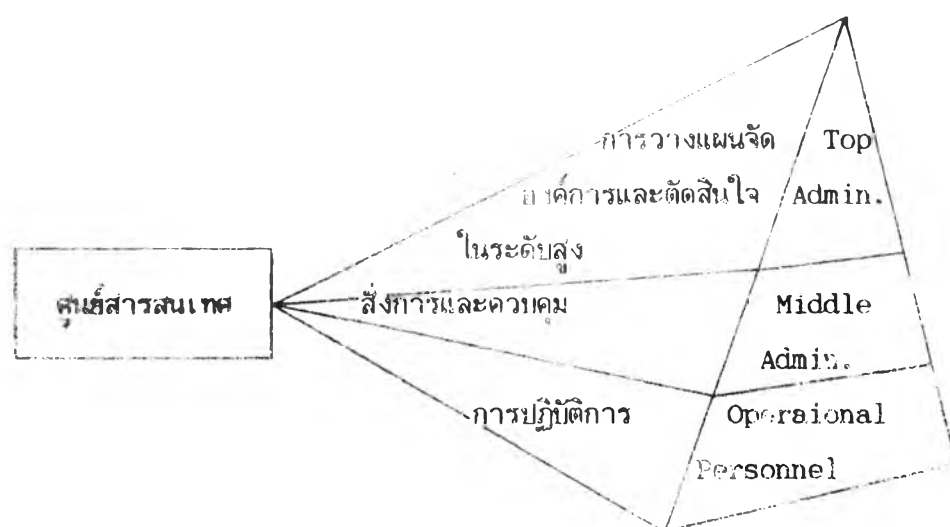 การวางแผนจัด Top
องค์การและตัดสินใจ Admin.
ในระดับสูง
ศูนย์สารสนเทศ สั่งการและควบคุม Middle
Admin.
การปฏิบัติการ Operaional
Personnel